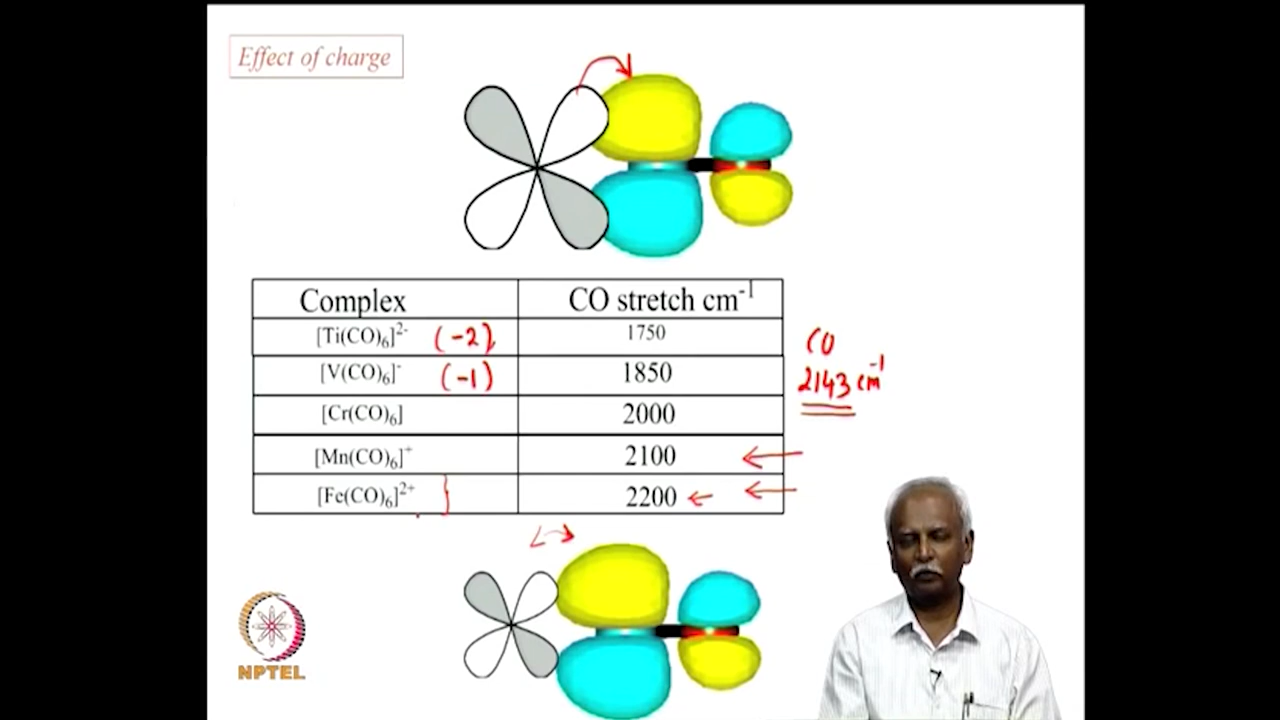 Effect of charge
Complex CO stretch cm-1
[Ti(CO)6]2- (-2) 1750
[V(CO)6]- (-1) 1850
[Cr(CO)6] 2000
[Mn(CO)6]+ 2100
[Fe(CO)6]2+ 2200
CO
2143 cm-1
NPTEL